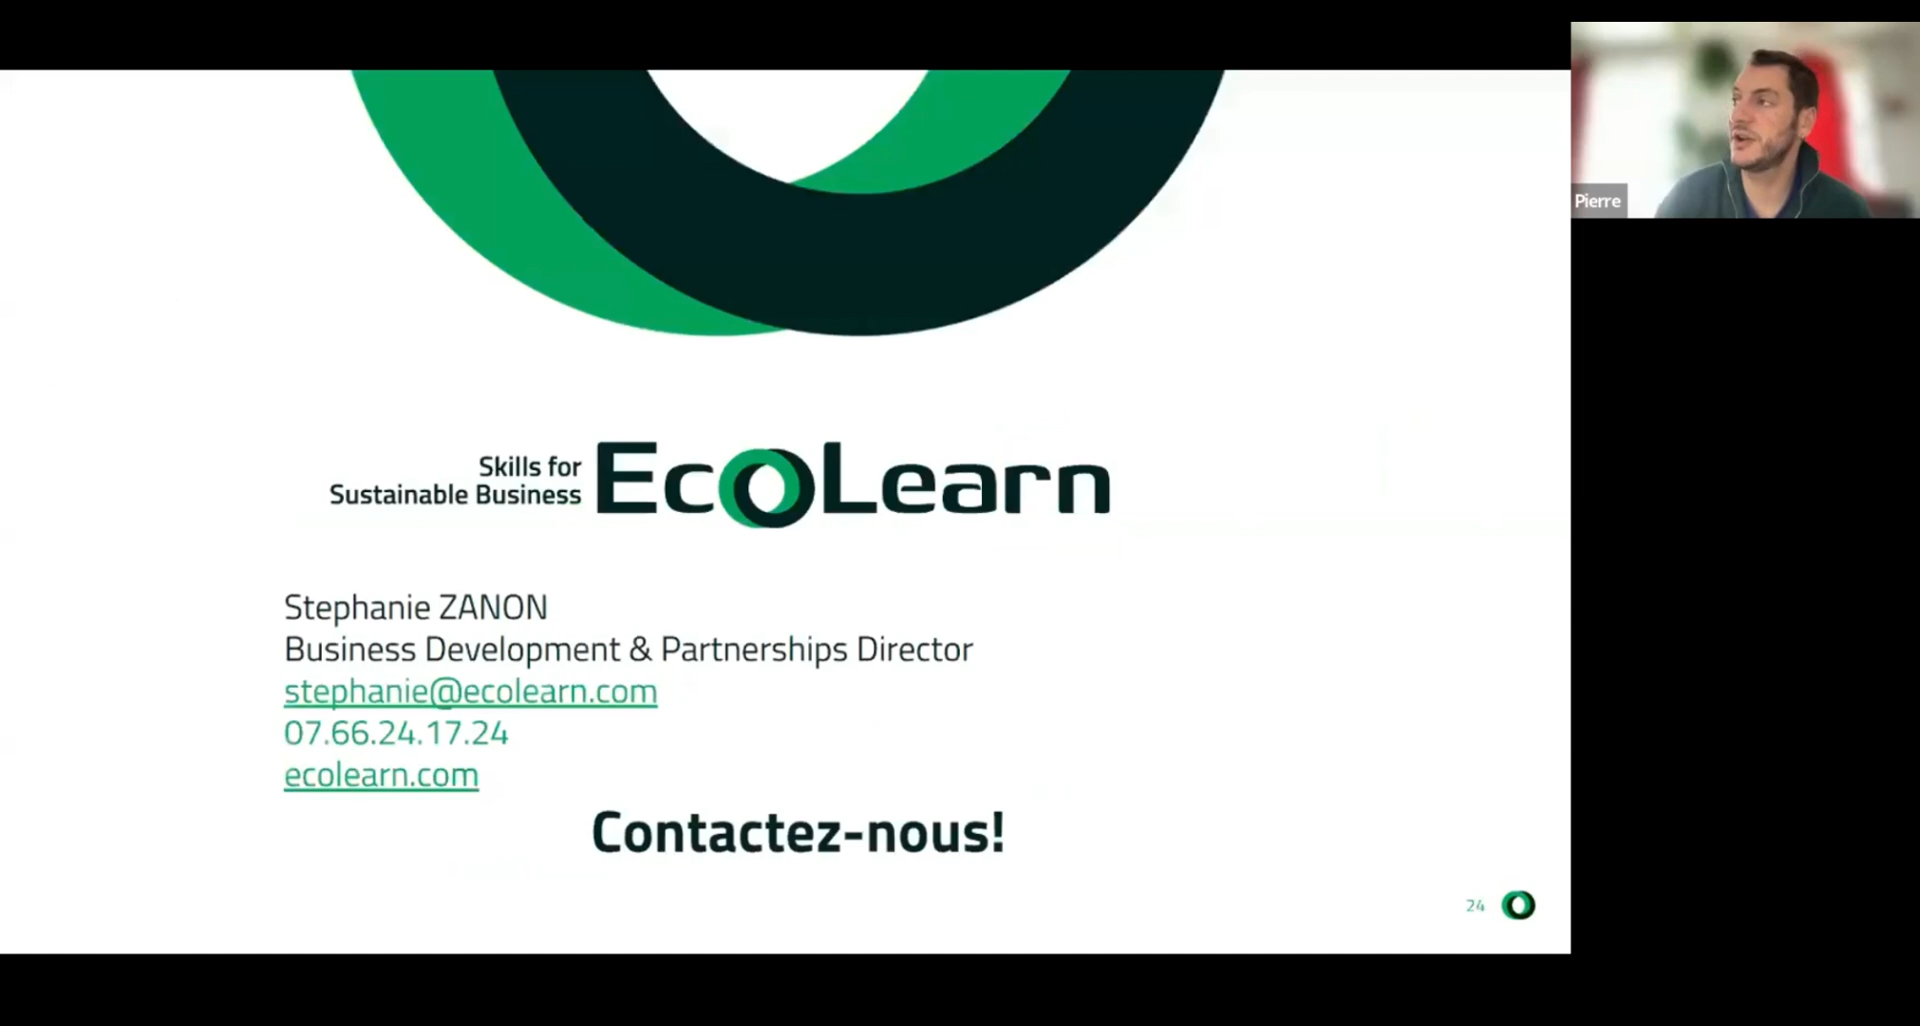 Pierre
Skills for
Sustainable Business
EcoLearn
Stephanie ZANON
Business Development & Partnerships Director
stephanie@ecolearn.com
07.66.24.17.24
ecolearn.com
Contactez-nous!
24